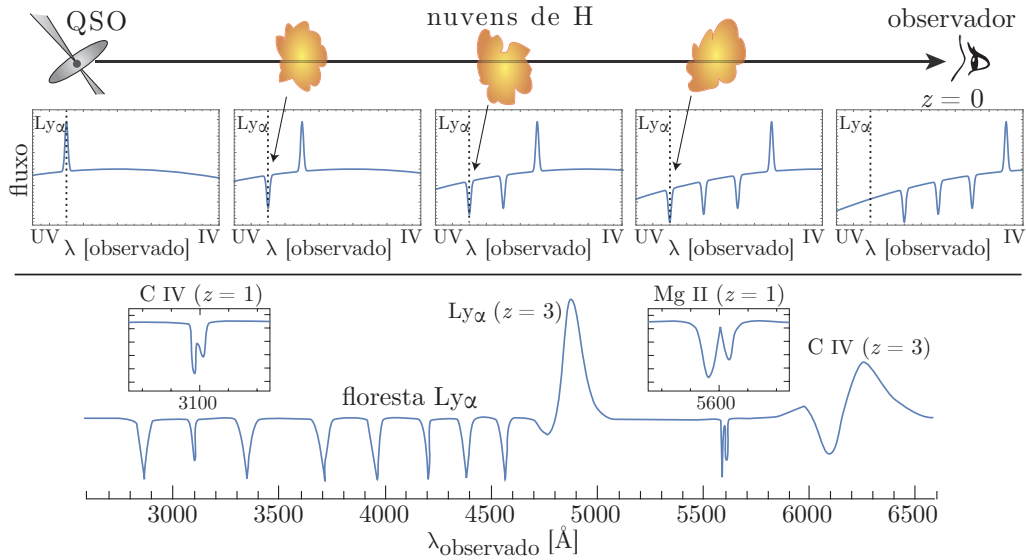 QSO
nuvens de H
observador
z = 0
fluxo
Lyα
Lyα
Lyα
Lyα
Lyα
UV
λ [observado]
IV
UV
λ [observado]
IV
UV
λ [observado]
IV
UV
λ [observado]
IV
UV
λ [observado]
IV
C IV (z = 1)
3100
Lyα (z = 3)
Mg II (z = 1)
5600
C IV (z = 3)
floresta Lyα
3000 3500 4000 4500 5000 5500 6000 6500
λobservado [Å]